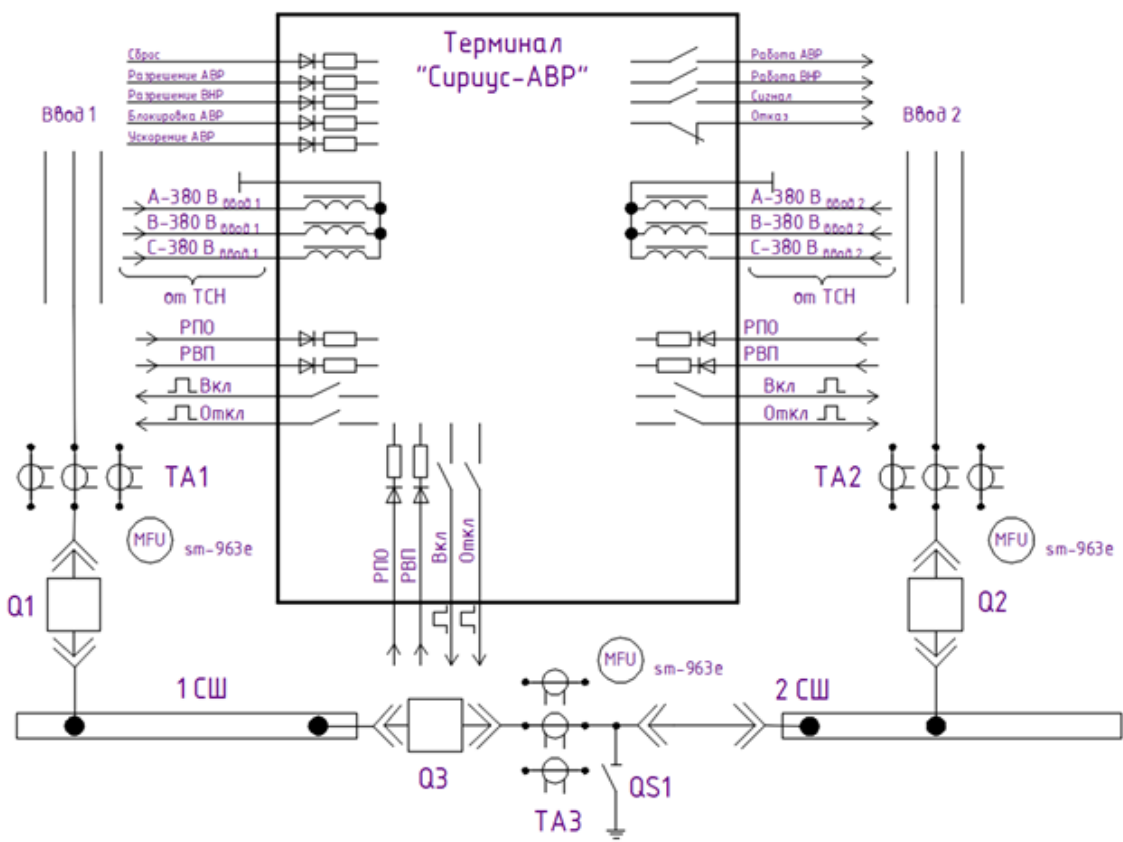 Терминал
"Сириус-АВР"
Сброс
Разрешение АВР
Разрешение ВНР
Блокировка АВР
Ускорение АВР
Работа АВР
Работа ВНР
Сигнал
Отказ
Ввод 1
Ввод 2
А-380 В ввод 1
В-380 В ввод 1
С-380 В ввод 1
от ТСН
А-380 В ввод 2
В-380 В ввод 2
С-380 В ввод 2
от ТСН
РПО
РВП
Вкл
Откл
РПО
РВП
Вкл
Откл
ТА1
ТА2
MFU
sm-963e
MFU
sm-963e
РПО
РВП
Вкл
Откл
Q1
Q2
MFU
sm-963e
1 СШ
2 СШ
Q3
QS1
ТА3